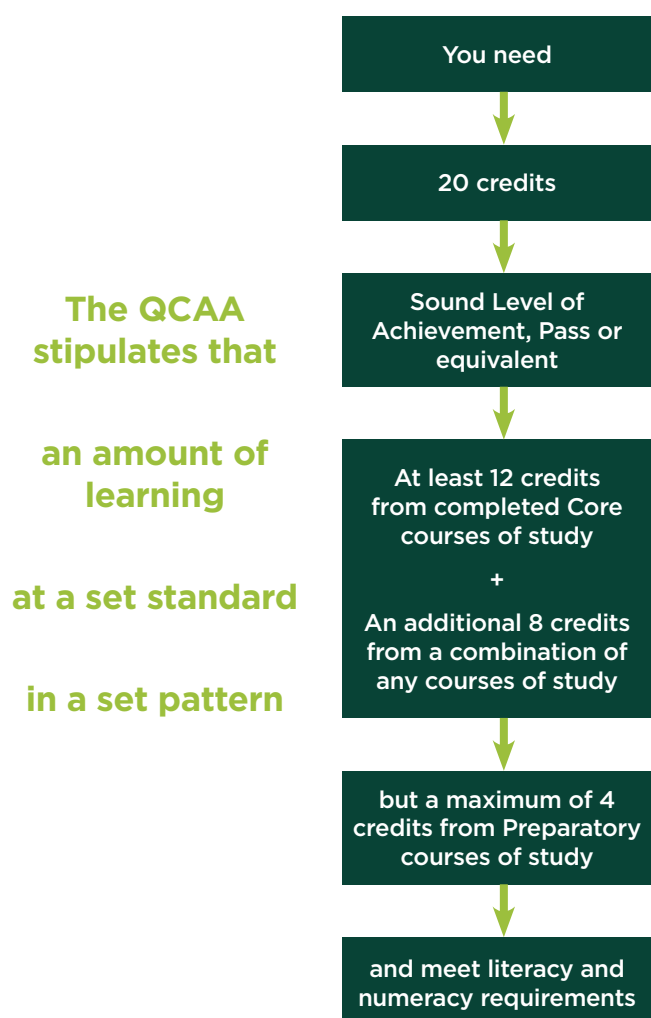 The QCAA
stipulates that
an amount of
learning
at a set standard
in a set pattern
You need
20 credits
Sound Level of
Achievement, Pass or
equivalent
At least 12 credits
from completed Core
courses of study
+
An additional 8 credits
from a combination of
any courses of study
but a maximum of 4
credits from Preparatory
courses of study
and meet literacy and
numeracy requirements